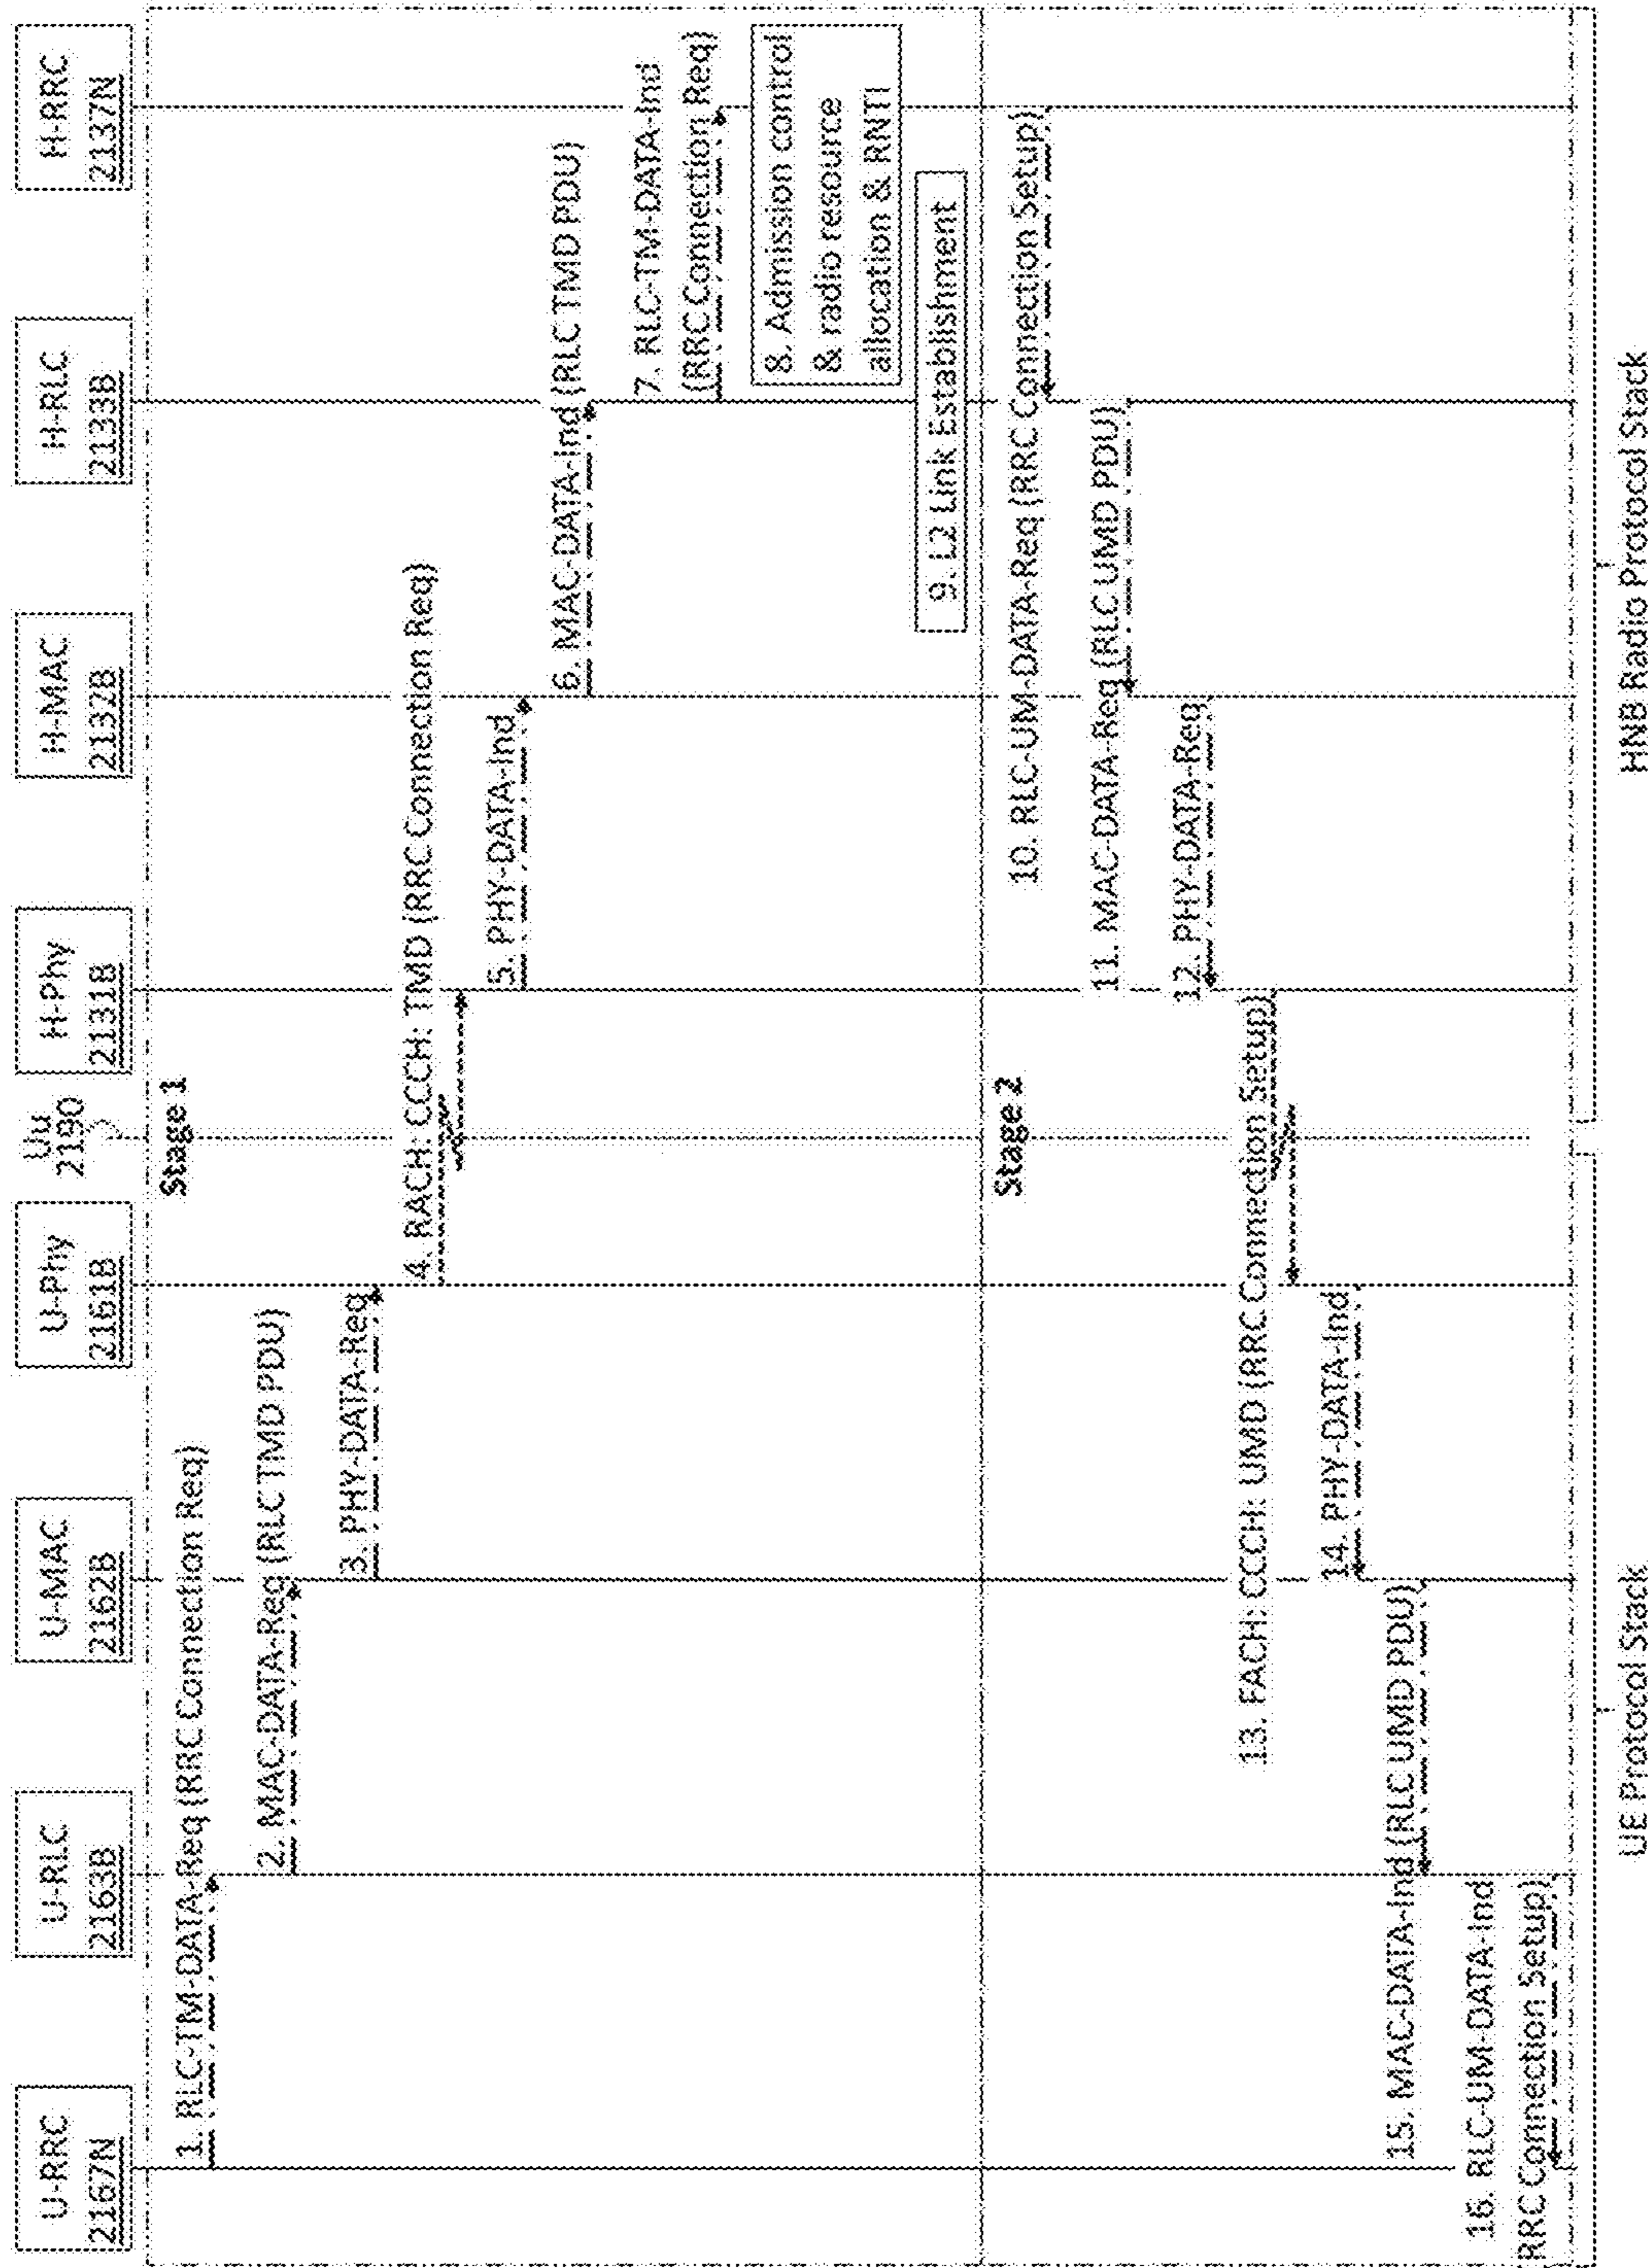 U-RRC
2167N
U-RLC
2163B
U-MAC
2162B
U-Phy
2161B
Uu
2190
H-Phy
2131B
H-MAC
2132B
H-RLC
2133B
H-RRC
2137N
Stage 1
1. RLC-TM-DATA-Req (RRC Connection Req)
2. MAC-DATA-Req (RLC TMD PDU)
3. PHY-DATA-Req
4. RACH: CCCH: TMD (RRC Connection Req)
5. PHY-DATA-Ind
6. MAC-DATA-Ind (RLC TMD PDU)
7. RLC-TM-DATA-Ind
(RRC Connection Req)
8. Admission control
& radio resource
allocation & RNTI
9. L2 Link Establishment
Stage 2
10. RLC-UM-DATA-Req (RRC Connection Setup)
11. MAC-DATA-Req (RLC UMD PDU)
12. PHY-DATA-Req
13. FACH: CCCH: UMD (RRC Connection Setup)
14. PHY-DATA-Ind
15. MAC-DATA-Ind (RLC UMD PDU)
16. RLC-UM-DATA-Ind
RRC Connection Setup)
UE Protocol Stack
HNB Radio Protocol Stack